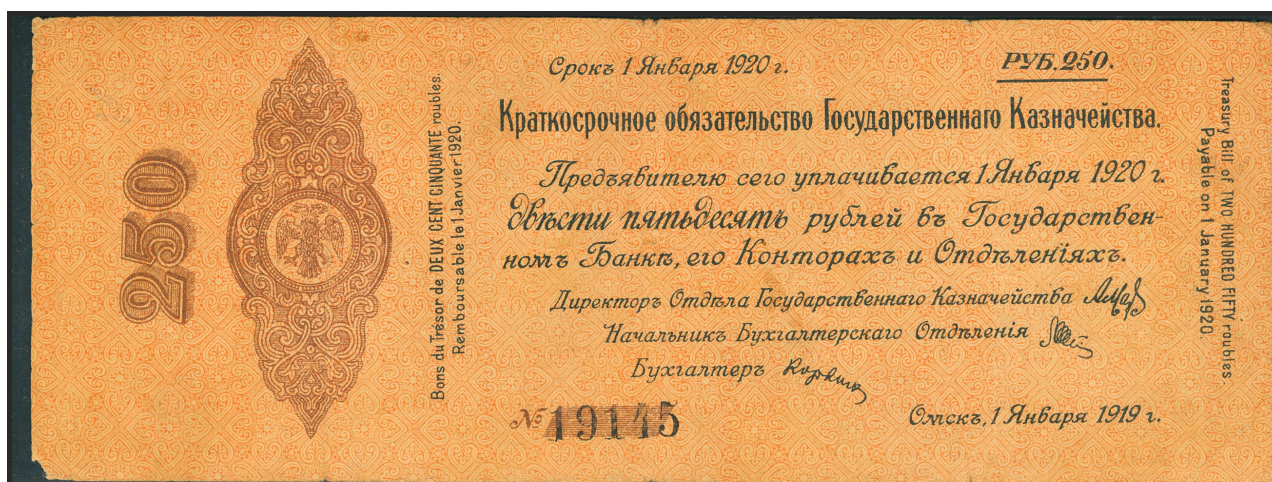 250
Bons du Trésor de DEUX CENT CINQUANTE roubles.
Remboursable le 1 Janvier 1920.
Срокъ 1 Января 1920 г.
РУБ. 250.
Краткосрочное обязательство Государственнаго Казначейства.
Предъявителю сего уплачивается 1 Января 1920 г.
двѣсти пятьдесятъ рублей въ Государствен-
номъ Банкѣ, его Конторахъ и Отдѣленіяхъ.
Директоръ Отдѣла Государственнаго Казначейства
Начальникъ Бухгалтерскаго Отдѣленія
Бухгалтеръ
№ 19145
Омскъ, 1 Января 1919 г.
Treasury Bill of TWO HUNDRED FIFTY roubles
Payable on 1 January 1920.